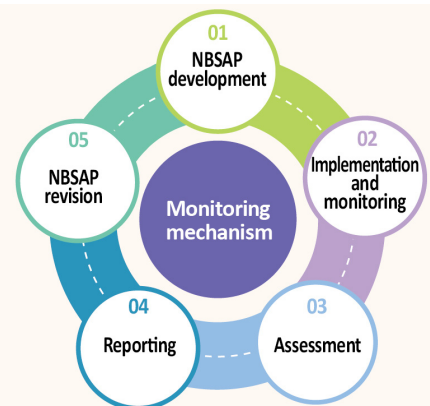 01
NBSAP
development
02
Implementation
and
monitoring
03
Assessment
04
Reporting
05
NBSAP
revision
Monitoring
mechanism